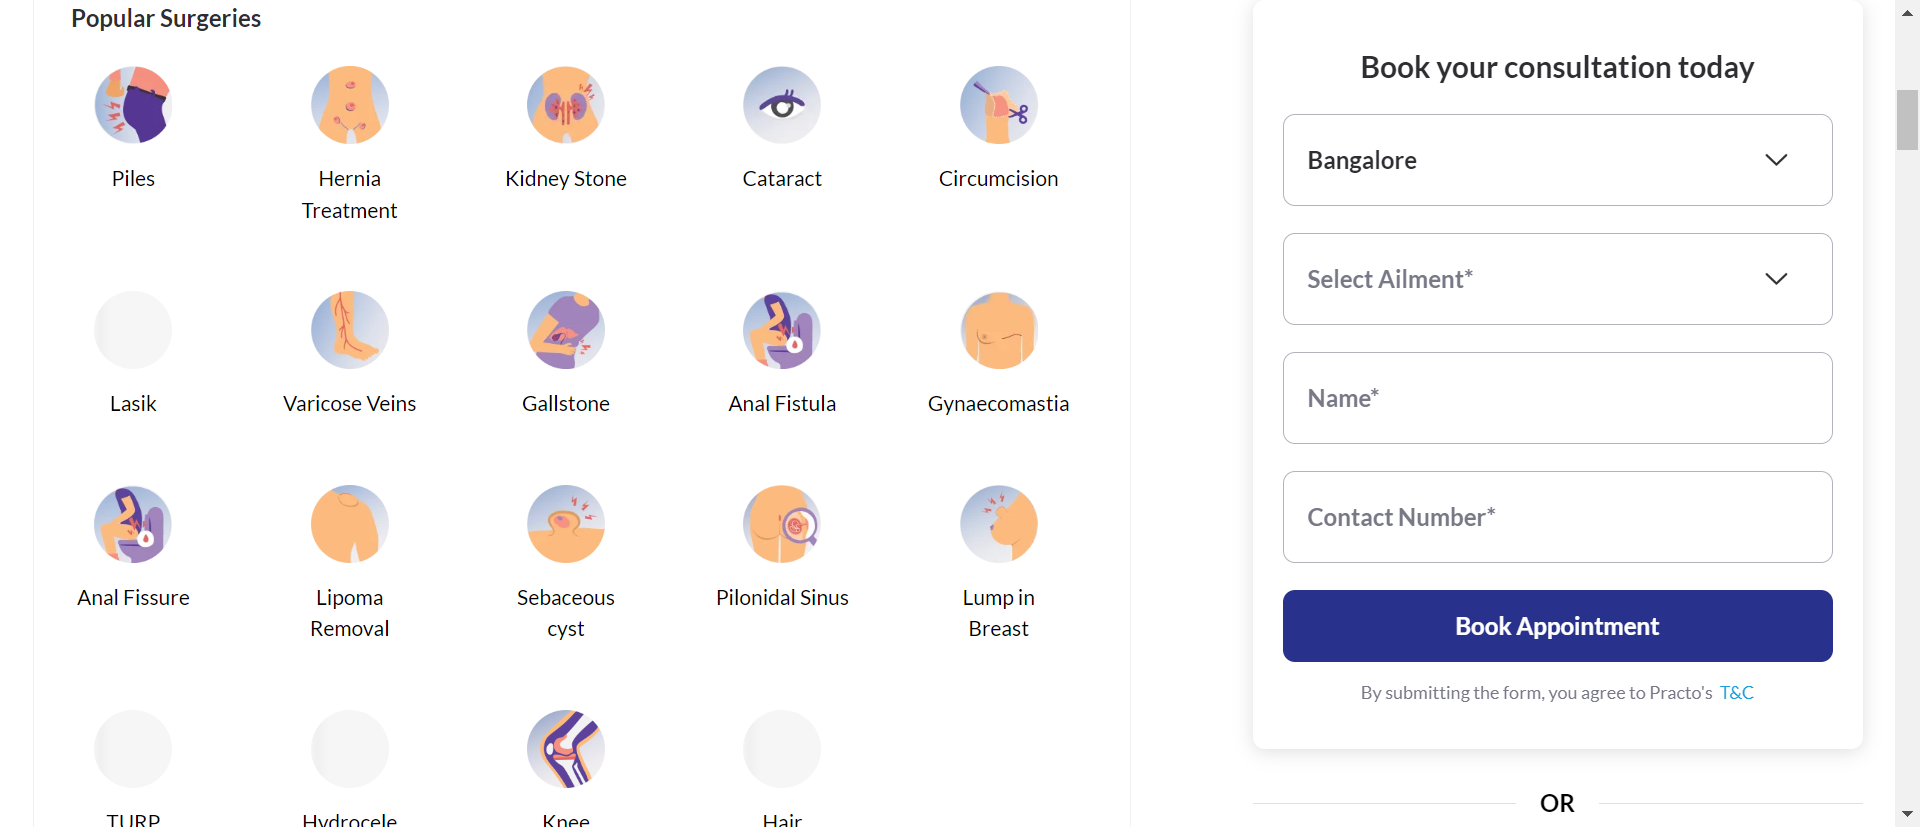 Popular Surgeries
Piles
Hernia
Treatment
Kidney Stone
Cataract
Circumcision
Lasik
Varicose Veins
Gallstone
Anal Fistula
Gynaecomastia
Anal Fissure
Lipoma
Removal
Sebaceous
cyst
Pilonidal Sinus
Lump in
Breast
TURP
Hydrocele
Knee
Hair
Book your consultation today
Bangalore
Select Ailment*
Name*
Contact Number*
Book Appointment
By submitting the form, you agree to Practo's T&C
OR